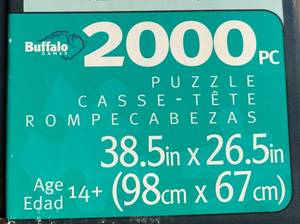 Buffalo
GAMES
2000 PC
PUZZLE
CASSE-TÊTE
ROMPECABEZAS
38.5in x 26.5in
(98cm x 67cm)
Age
Edad
14+